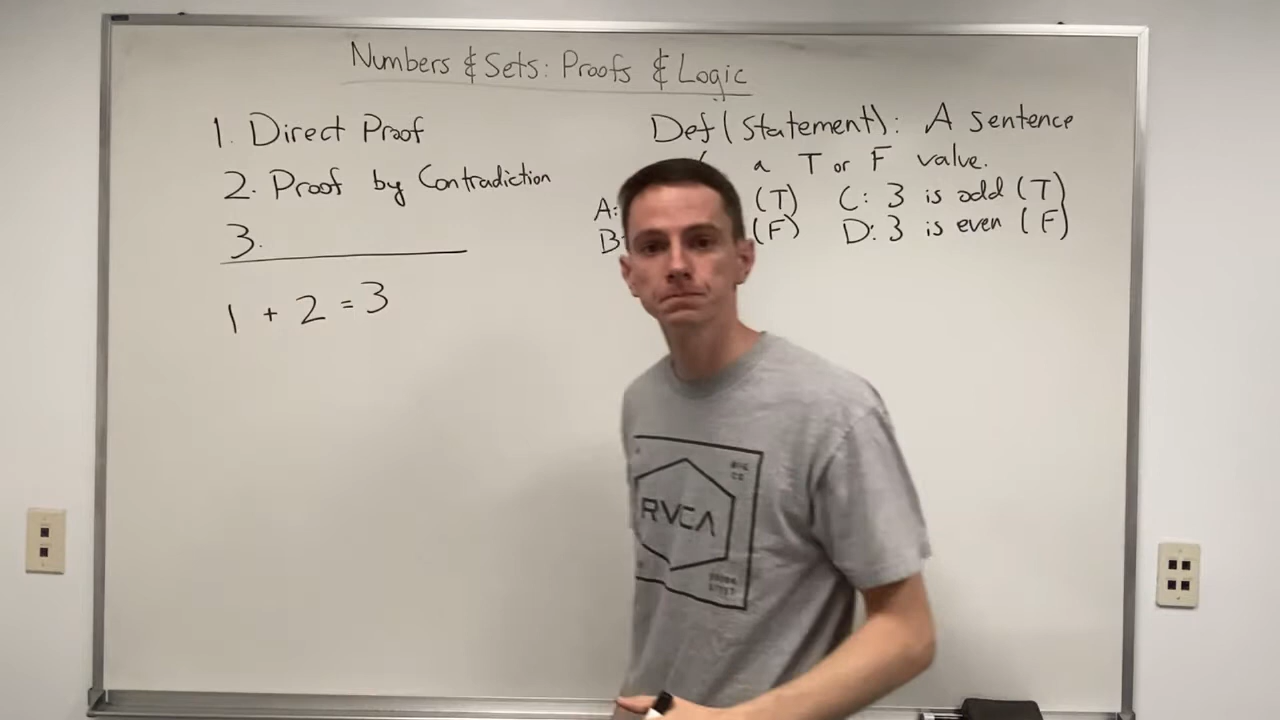 Numbers & Sets: Proofs & Logic
1. Direct Proof
2. Proof by Contradiction
3.
1 + 2 = 3
Def (Statement): A sentence
a T or F value.
A: (T) C: 3 is odd (T)
B: (F) D: 3 is even (F)
RVCA